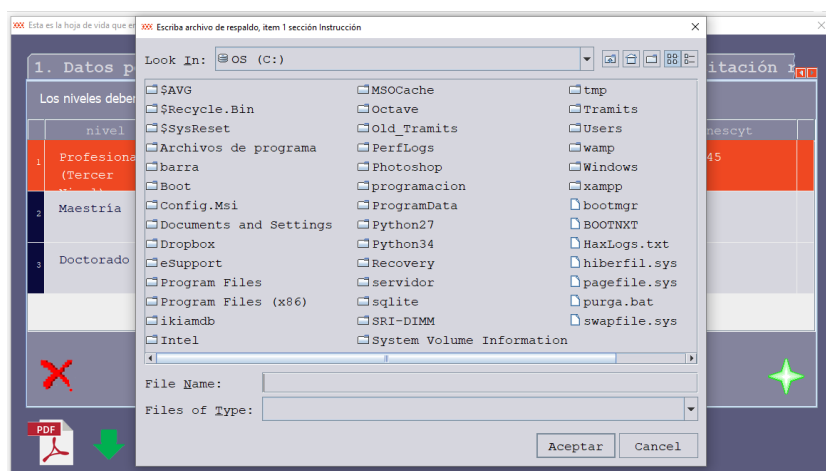 Esta es la hoja de vida que er
Escriba archivo de respaldo, item 1 sección Instrucción
1. Datos p
itación r
Los niveles deber
nivel
nescyt
1
Profesiona
(Tercer
45
2
Maestría
3
Doctorado
Look In:
OS (C:)
$AVG
$Recycle.Bin
$SysReset
Archivos de programa
barra
Boot
Config.Msi
Documents and Settings
Dropbox
eSupport
Program Files
Program Files (x86)
ikiamdb
Intel
MSOCache
Octave
Old_Tramits
PerfLogs
Photoshop
programacion
ProgramData
Python27
Python34
Recovery
servidor
sqlite
SRI-DIMM
System Volume Information
tmp
Tramits
Users
wamp
Windows
xampp
bootmgr
BOOTNXT
HaxLogs.txt
hiberfil.sys
pagefile.sys
purga.bat
swapfile.sys
File Name:
Files of Type:
Aceptar
Cancel
PDF